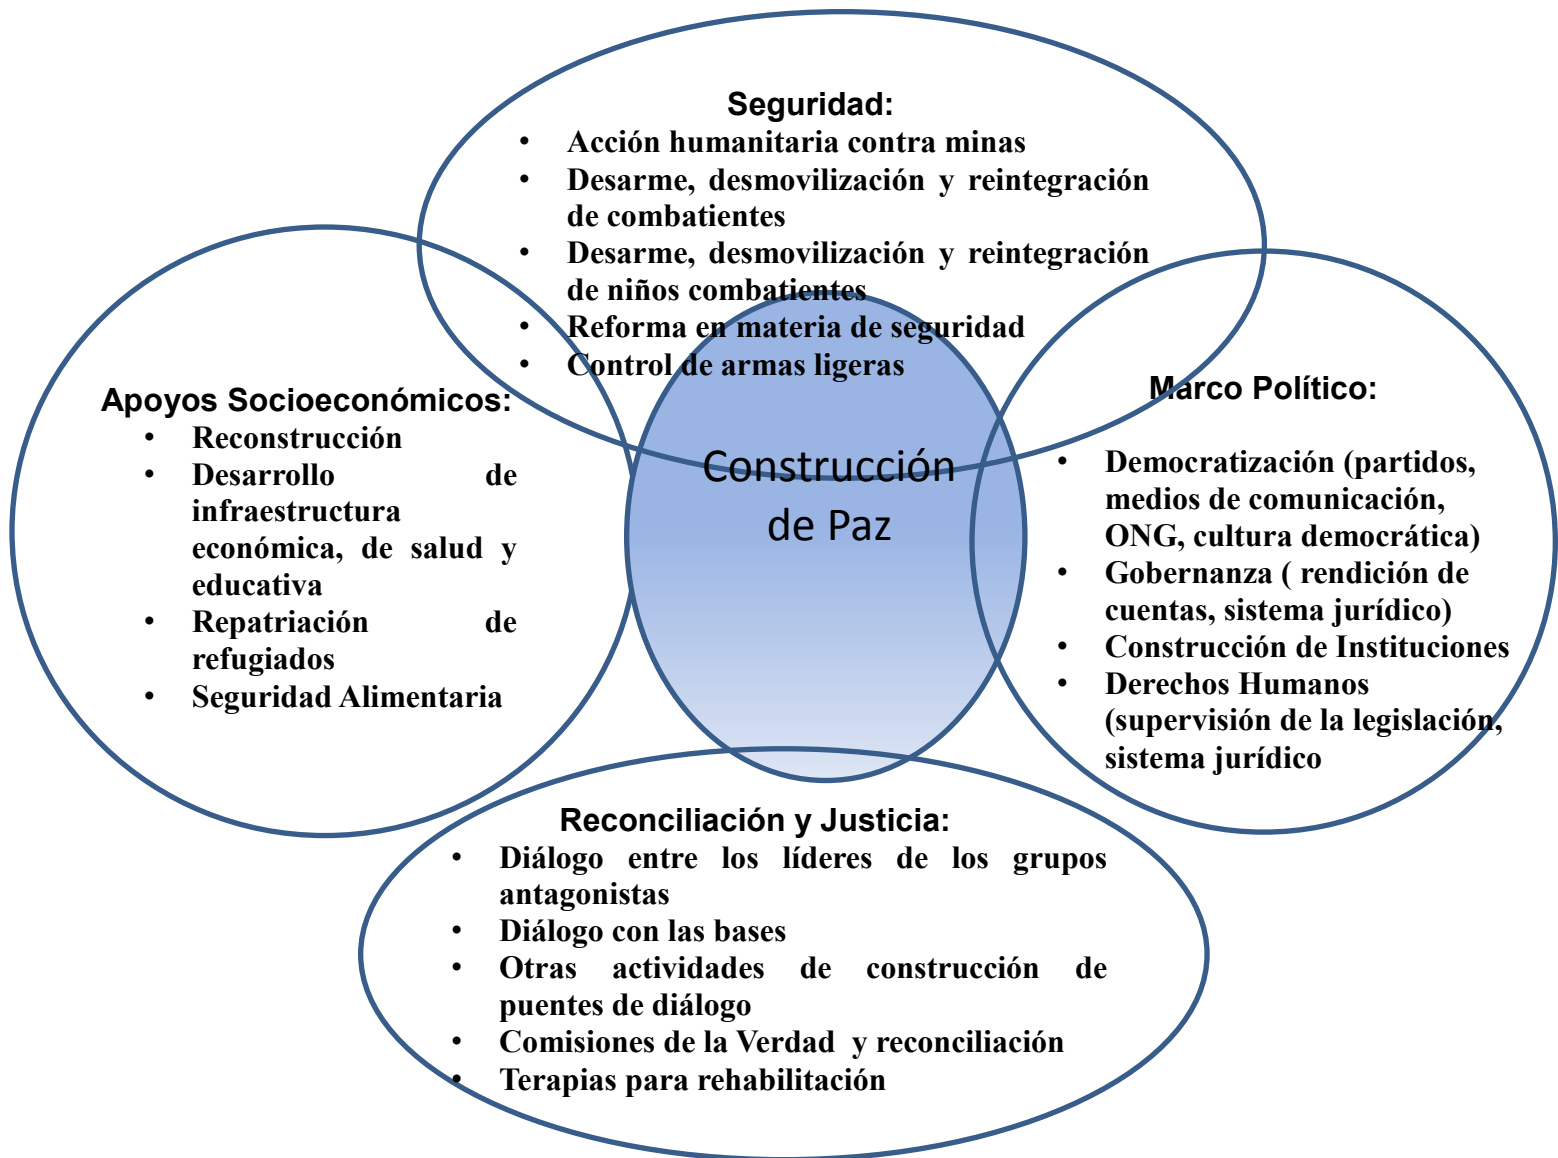 Seguridad:
• Acción humanitaria contra minas
• Desarme, desmovilización y reintegración
de combatientes
• Desarme, desmovilización y reintegración
de niños combatientes
• Reforma en materia de seguridad
• Control de armas ligeras
Apoyos Socioeconómicos:
• Reconstrucción
• Desarrollo de
infraestructura
económica, de salud y
educativa
• Repatriación de
refugiados
• Seguridad Alimentaria
Construcción
de Paz
Marco Político:
• Democratización (partidos,
medios de comunicación,
ONG, cultura democrática)
• Gobernanza ( rendición de
cuentas, sistema jurídico)
• Construcción de Instituciones
• Derechos Humanos
(supervisión de la legislación,
sistema jurídico
Reconciliación y Justicia:
• Diálogo entre los líderes de los grupos
antagonistas
• Diálogo con las bases
• Otras actividades de construcción de
puentes de diálogo
• Comisiones de la Verdad y reconciliación
• Terapias para rehabilitación